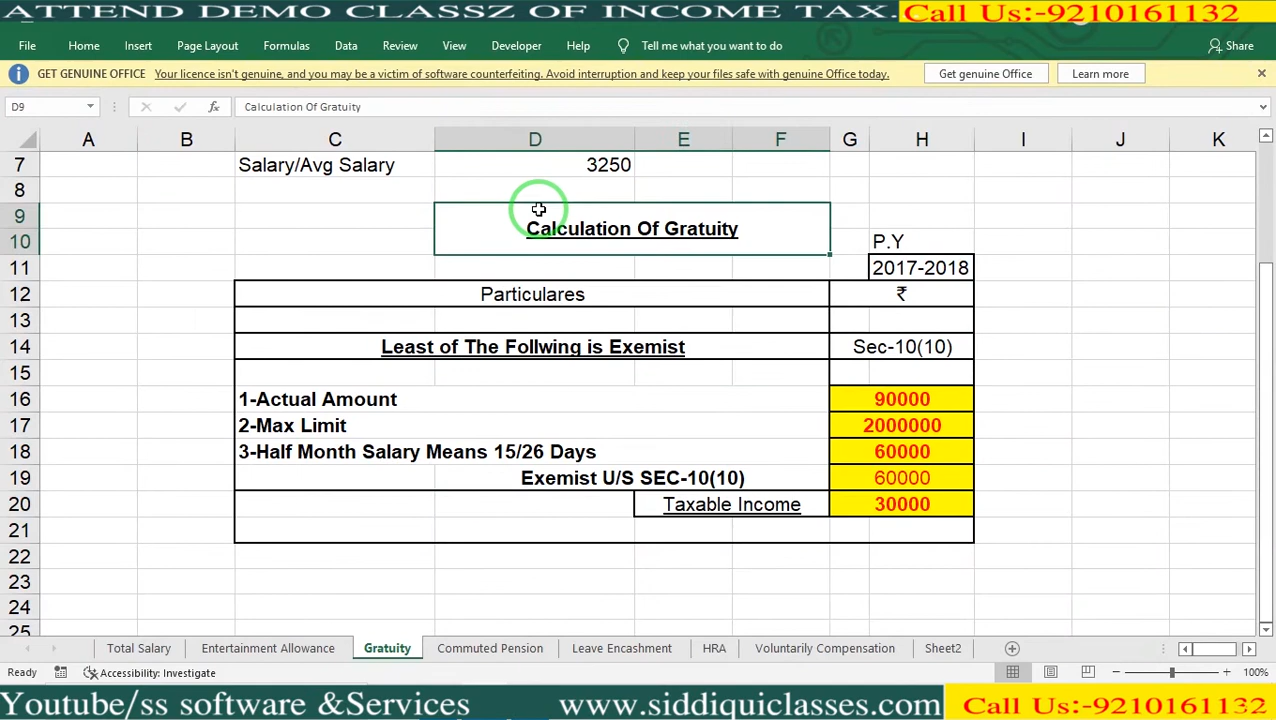 ATTEND DEMO CLASSZ OF INCOME TAX. Call Us:-9210161132
File Home Insert Page Layout Formulas Data Review View Developer Help Tell me what you want to do Share
GET GENUINE OFFICE Your licence isn't genuine, and you may be a victim of software counterfeiting. Avoid interruption and keep your files safe with genuine Office today. Get genuine Office Learn more
D9 fx Calculation Of Gratuity
A B C D E F G H I J K
7 Salary/Avg Salary 3250
8
9
Calculation Of Gratuity
10 P.Y
11 2017-2018
12 Particulares ₹
13
14 Least of The Follwing is Exemist Sec-10(10)
15
16 1-Actual Amount 90000
17 2-Max Limit 2000000
18 3-Half Month Salary Means 15/26 Days 60000
19 Exemist U/S SEC-10(10) 60000
20 Taxable Income 30000
21
22
23
24
25
Total Salary Entertainment Allowance Gratuity Commuted Pension Leave Encashment HRA Voluntarily Compensation Sheet2
Ready Accessibility: Investigate 100%
Youtube/ss software &Services www.siddiquiclasses.com Call Us:-9210161132